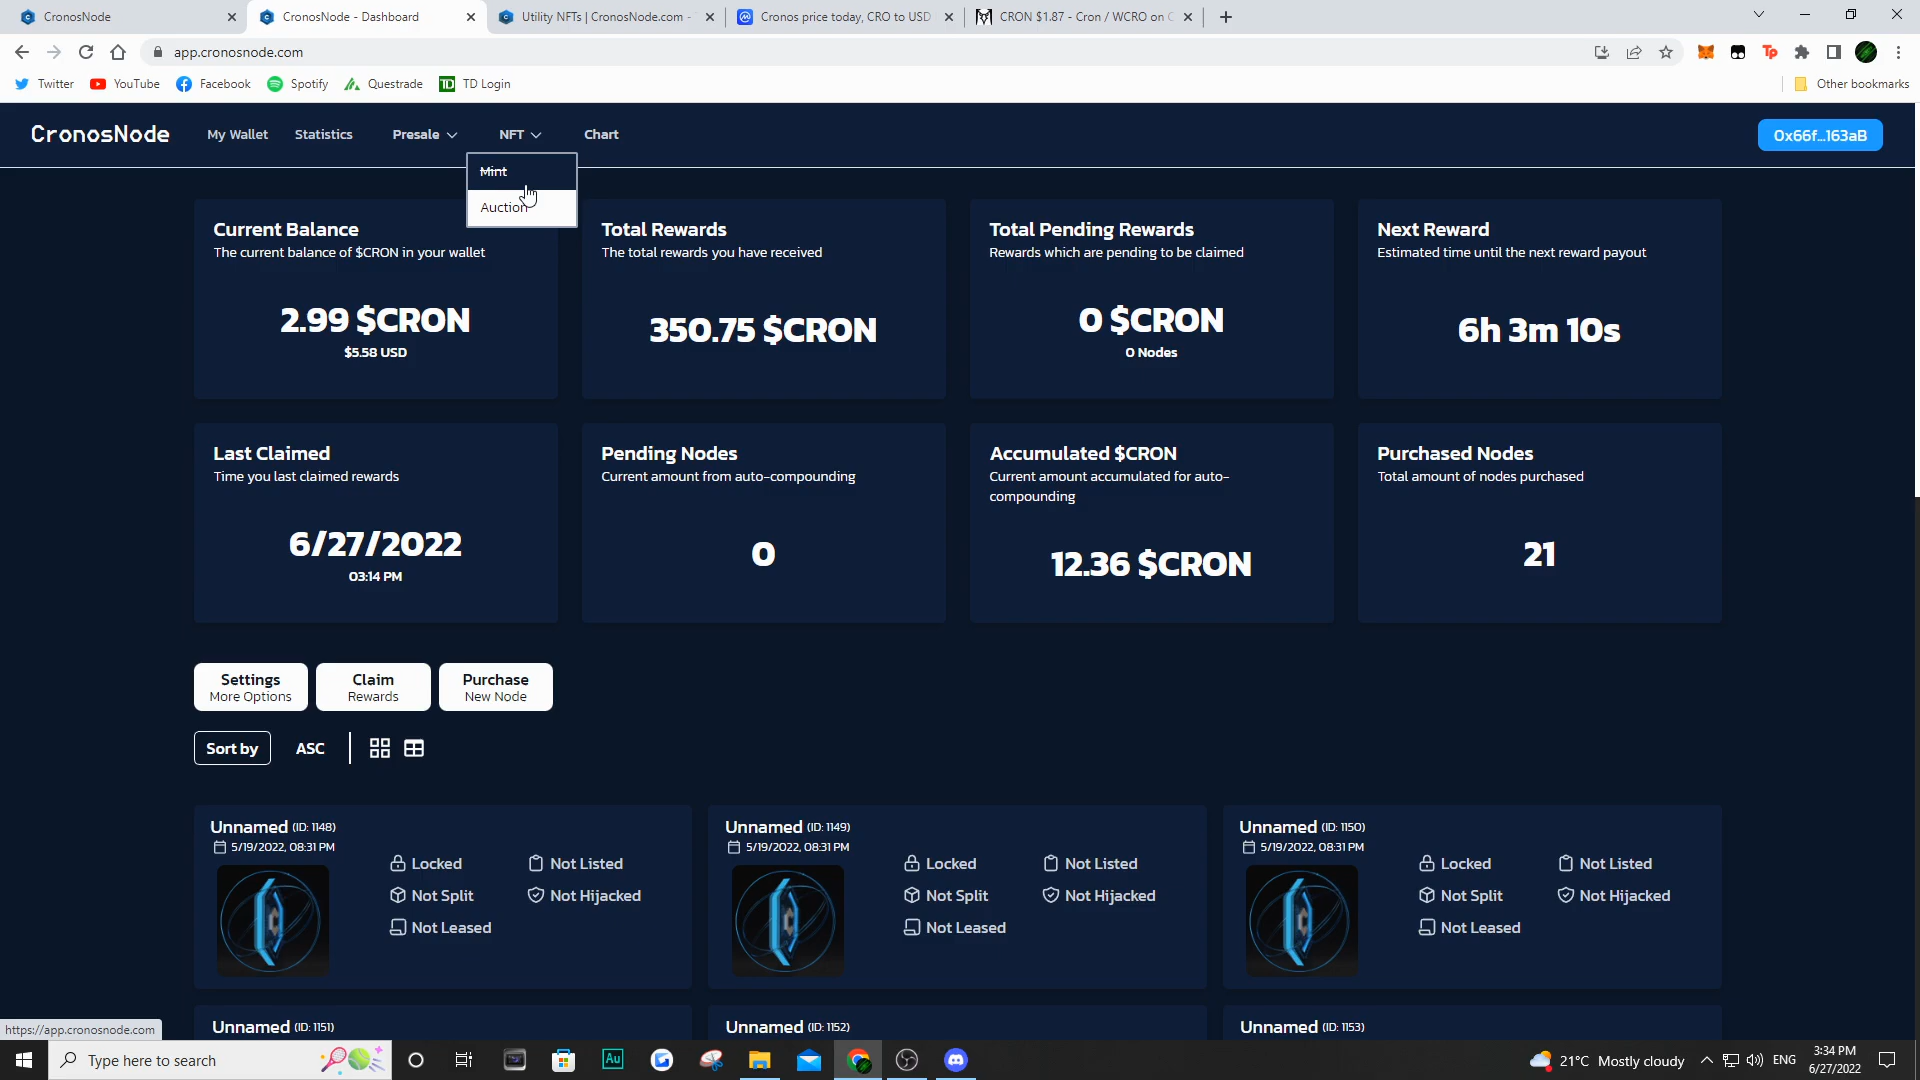 CronosNode
CronosNode - Dashboard
Utility NFTs | CronosNode.com -
Cronos price today, CRO to USD
CRON $1.87 - Cron / WCRO on
app.cronosnode.com
Twitter
YouTube
Facebook
Spotify
Questrade
TD Login
Other bookmarks
CronosNode
My Wallet
Statistics
Presale
NFT
Chart
0x66f...163aB
Mint
Auction
Current Balance
The current balance of $CRON in your wallet
2.99 $CRON
$5.58 USD
Total Rewards
The total rewards you have received
350.75 $CRON
Total Pending Rewards
Rewards which are pending to be claimed
0 $CRON
0 Nodes
Next Reward
Estimated time until the next reward payout
6h 3m 10s
Last Claimed
Time you last claimed rewards
6/27/2022
03:14 PM
Pending Nodes
Current amount from auto-compounding
0
Accumulated $CRON
Current amount accumulated for auto-
compounding
12.36 $CRON
Purchased Nodes
Total amount of nodes purchased
21
Settings
More Options
Claim
Rewards
Purchase
New Node
Sort by
ASC
Unnamed (ID: 1148)
5/19/2022, 08:31 PM
Locked
Not Listed
Not Split
Not Hijacked
Not Leased
Unnamed (ID: 1149)
5/19/2022, 08:31 PM
Locked
Not Listed
Not Split
Not Hijacked
Not Leased
Unnamed (ID: 1150)
5/19/2022, 08:31 PM
Locked
Not Listed
Not Split
Not Hijacked
Not Leased
Unnamed (ID: 1151)
Unnamed (ID: 1152)
Unnamed (ID: 1153)
https://app.cronosnode.com
Type here to search
Au
21°C Mostly cloudy
ENG
3:34 PM
6/27/2022